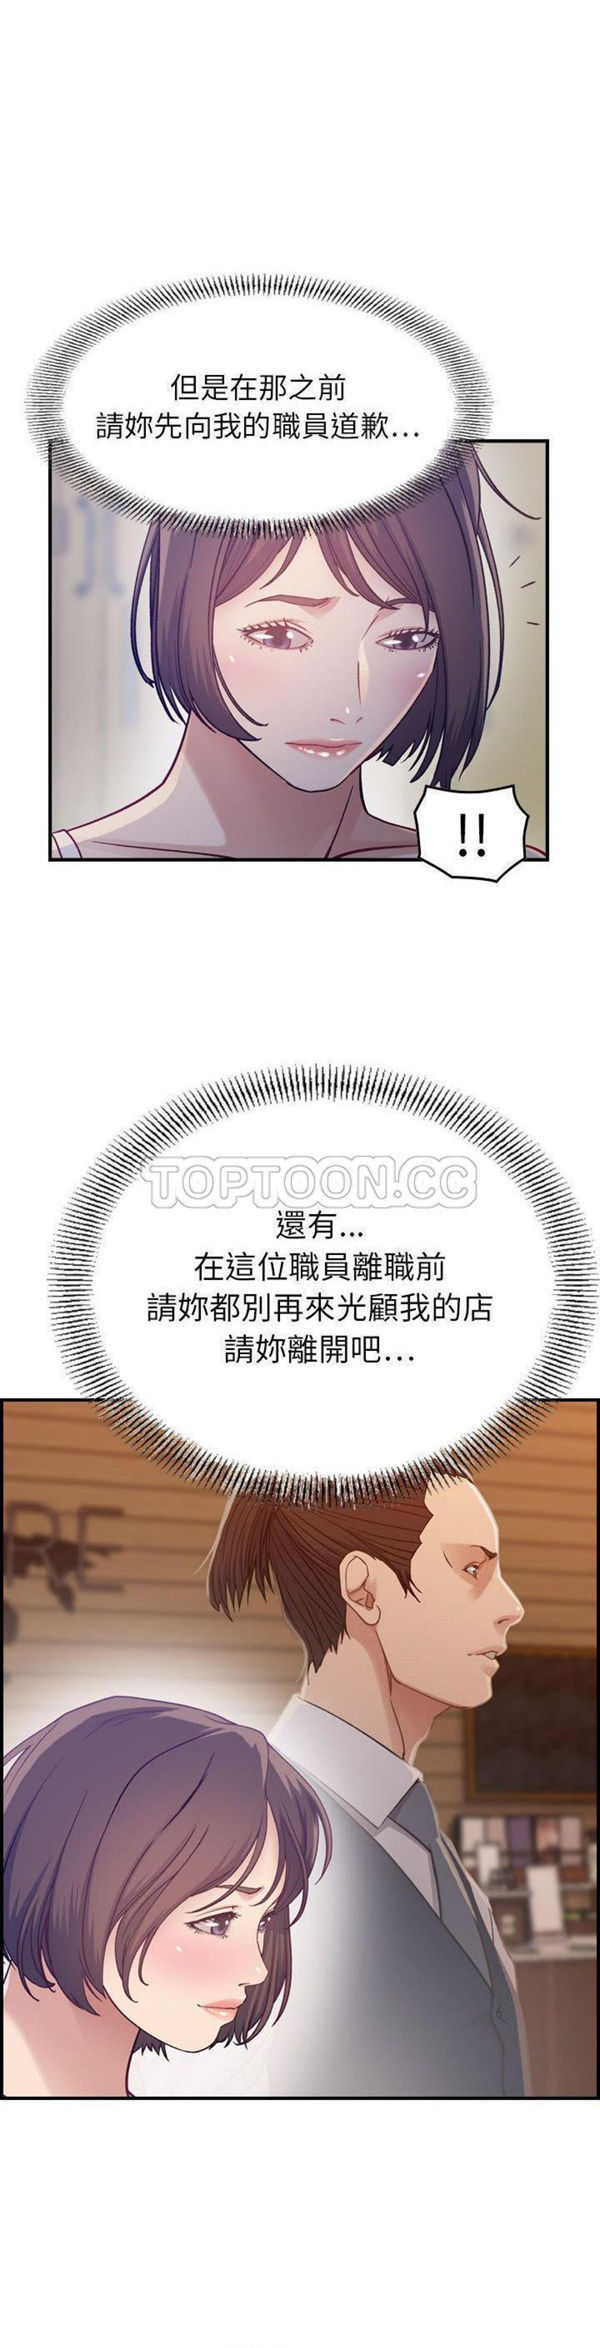 但是在那之前
請妳先向我的職員道歉...
!!
TOPTOON.CC
還有...
在這位職員離職前
請妳都別再來光顧我的店
請妳離開吧...
RE